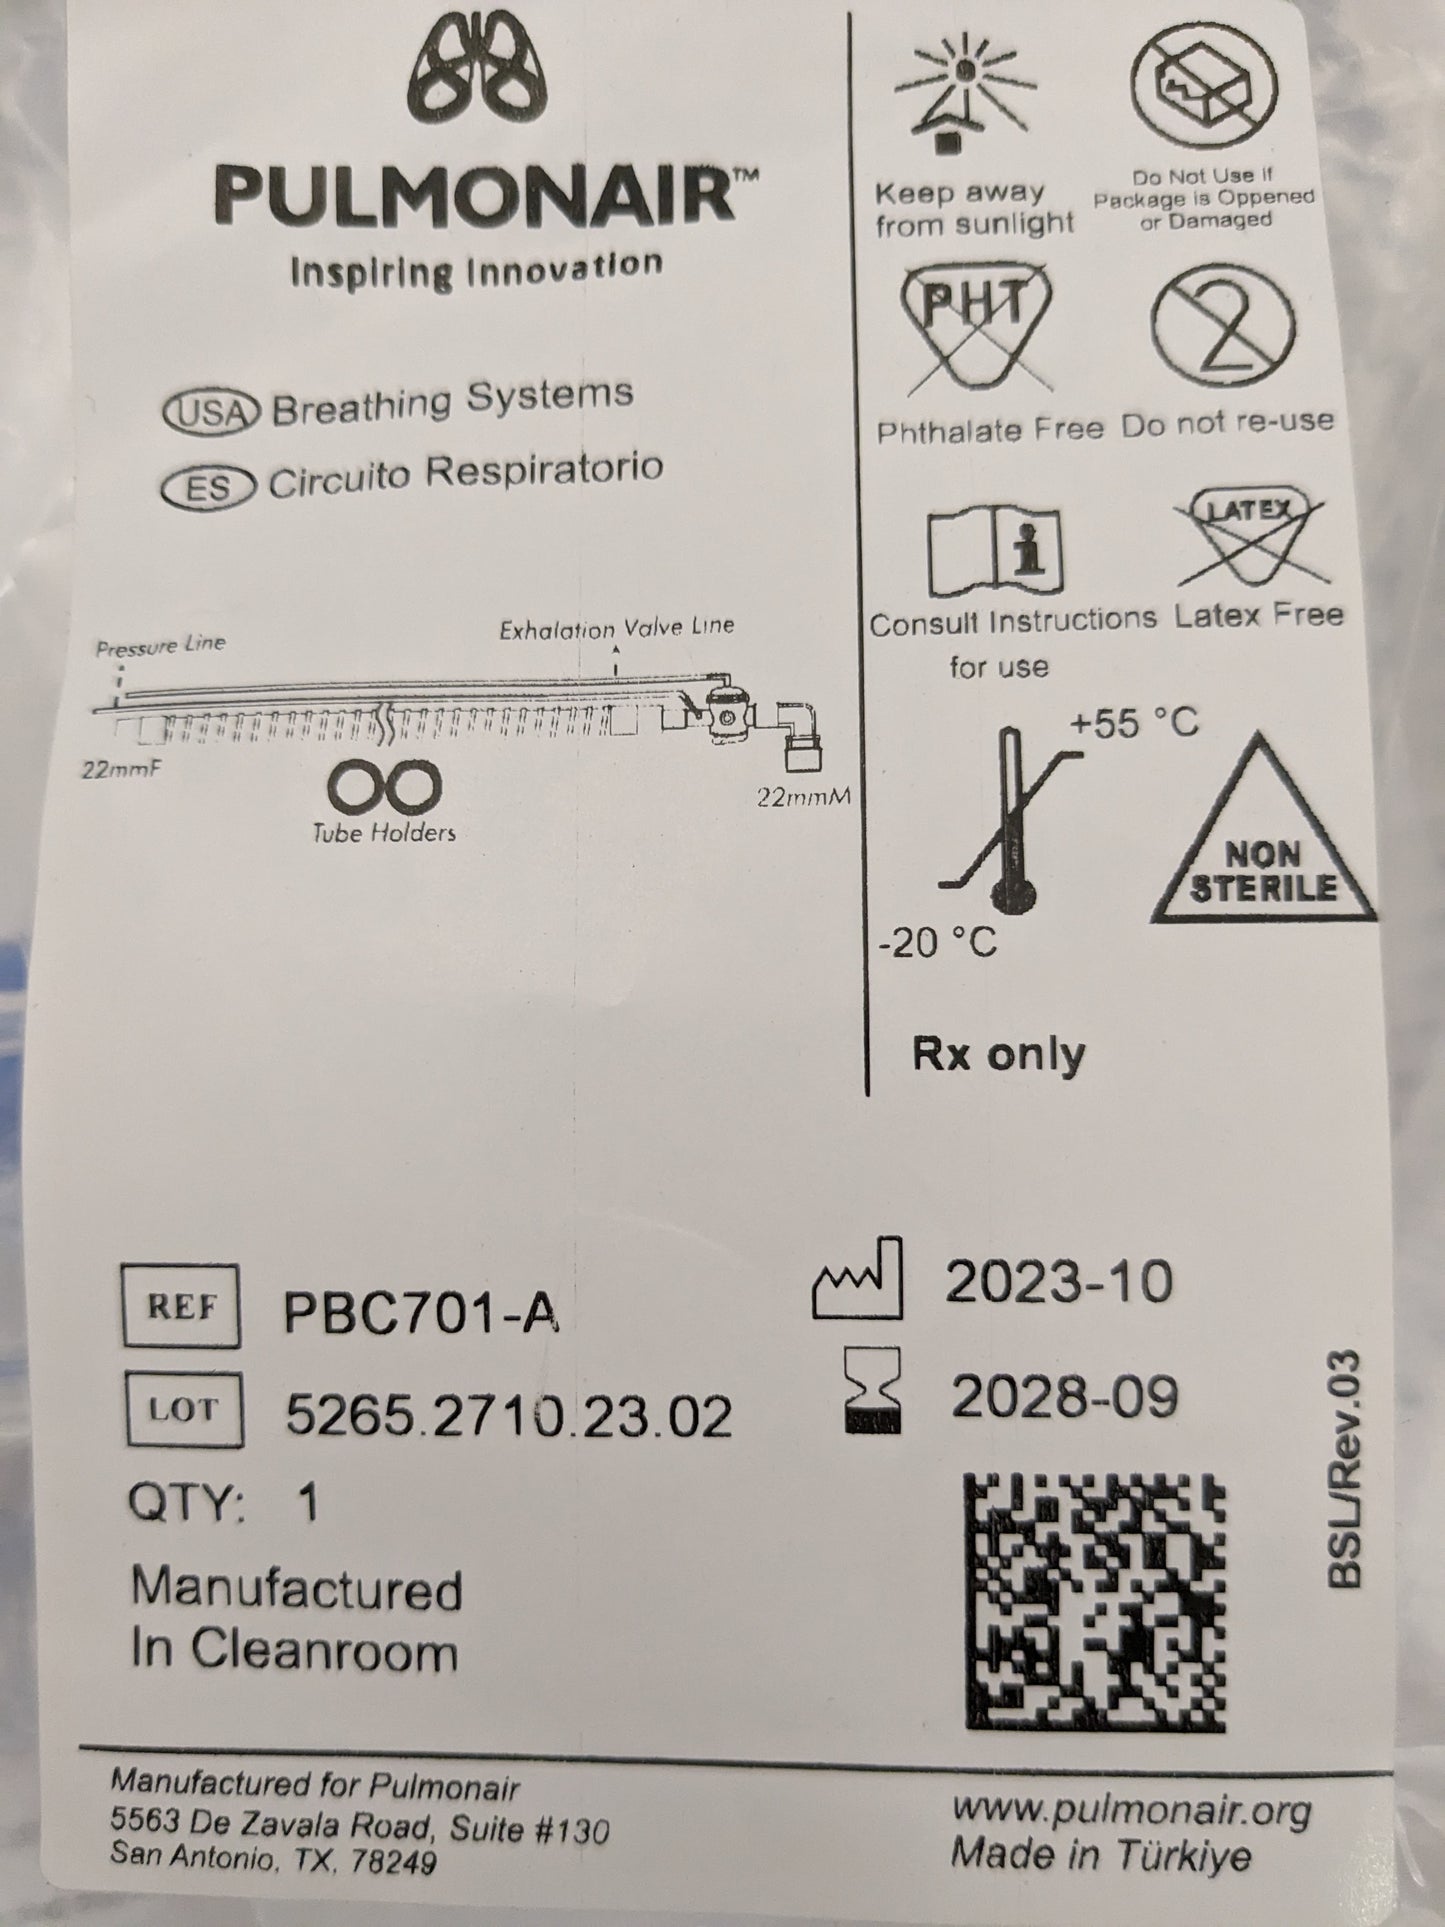 PULMONAIR™
Inspiring Innovation
USA Breathing Systems
ES Circuito Respiratorio
Pressure Line
Exhalation Valve Line
22mmF
22mmM
Tube Holders
Keep away
from sunlight
Do Not Use if
Package is Oppened
or Damaged
PHT
2
Phthalate Free
Do not re-use
LATEX
Consult Instructions
for use
Latex Free
+55 °C
-20 °C
NON
STERILE
Rx only
REF PBC701-A
LOT 5265.2710.23.02
QTY: 1
Manufactured
In Cleanroom
2023-10
2028-09
BSL/Rev.03
Manufactured for Pulmonair
5563 De Zavala Road, Suite #130
San Antonio, TX, 78249
www.pulmonair.org
Made in Türkiye